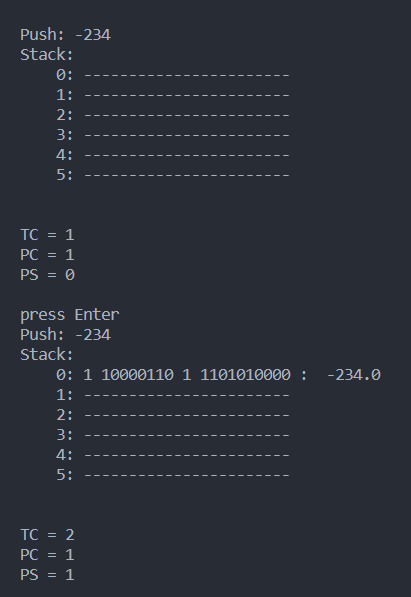 Push: -234
Stack:
    0: -----------------------
    1: -----------------------
    2: -----------------------
    3: -----------------------
    4: -----------------------
    5: -----------------------
TC = 1
PC = 1
PS = 0
press Enter
Push: -234
Stack:
    0: 1 10000110 1 1101010000 :  -234.0
    1: -----------------------
    2: -----------------------
    3: -----------------------
    4: -----------------------
    5: -----------------------
TC = 2
PC = 1
PS = 1